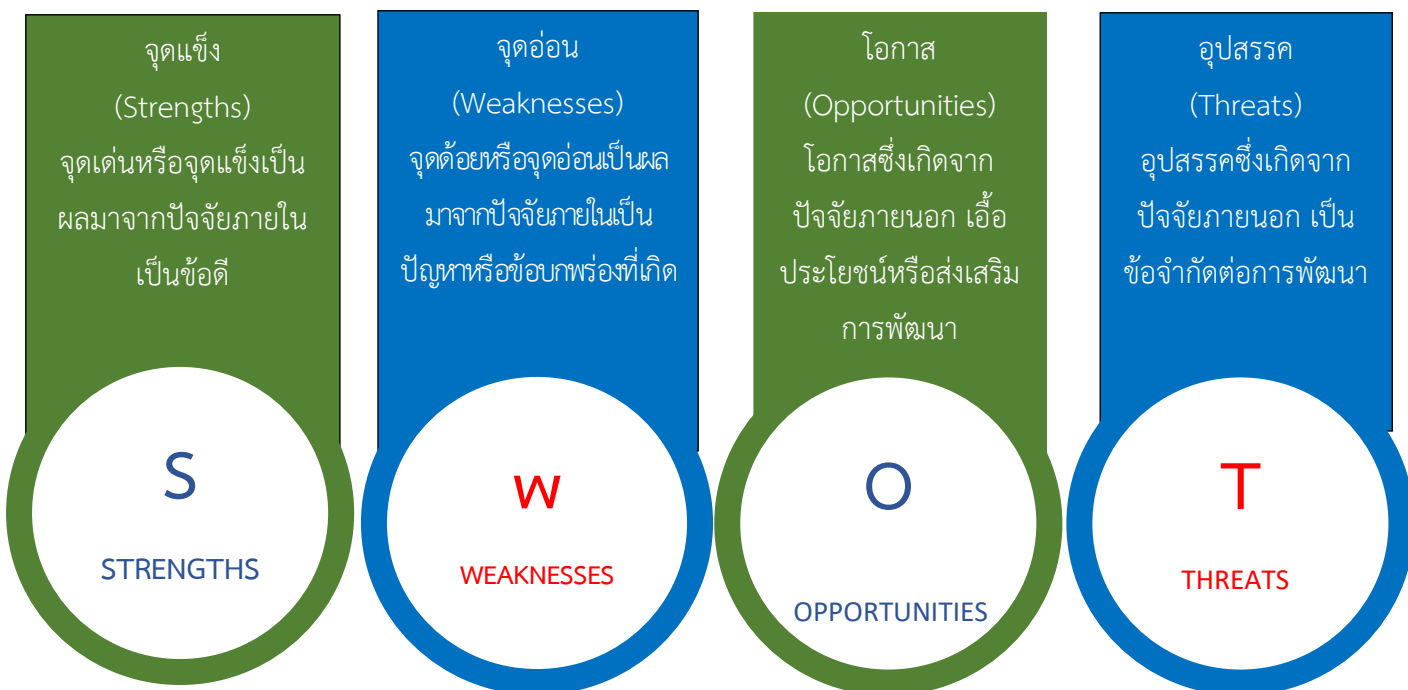 จุดแข็ง
(Strengths)
จุดเด่นหรือจุดแข็งเป็น
ผลมาจากปัจจัยภายใน
เป็นข้อดี
S
STRENGTHS
จุดอ่อน
(Weaknesses)
จุดด้อยหรือจุดอ่อนเป็นผล
มาจากปัจจัยภายในเป็น
ปัญหาหรือข้อบกพร่องที่เกิด
w
WEAKNESSES
โอกาส
(Opportunities)
โอกาสซึ่งเกิดจาก
ปัจจัยภายนอก เอื้อ
ประโยชน์หรือส่งเสริม
การพัฒนา
O
OPPORTUNITIES
อุปสรรค
(Threats)
อุปสรรคซึ่งเกิดจาก
ปัจจัยภายนอก เป็น
ข้อจำกัดต่อการพัฒนา
T
THREATS